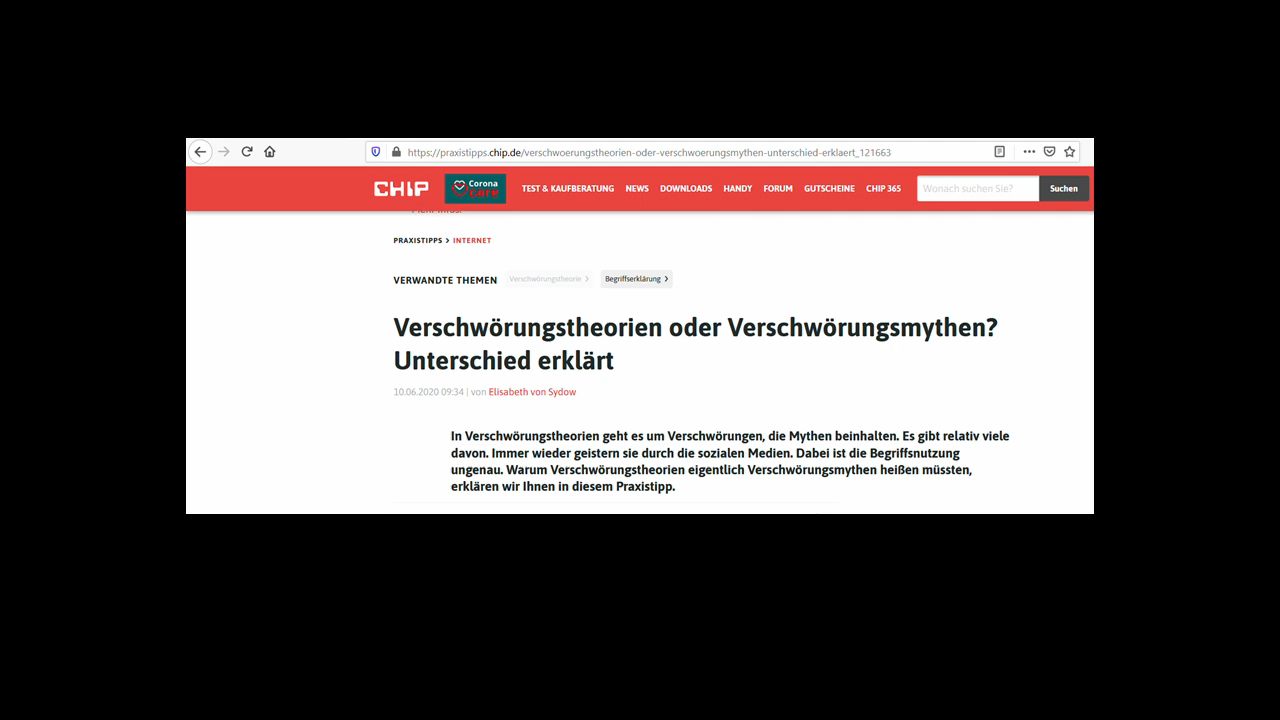 https://praxistipps.chip.de/verschwoerungstheorien-oder-verschwoerungsmythen-unterschied-erklaert_121663
CHIP
Corona
care
TEST & KAUFBERATUNG NEWS DOWNLOADS HANDY FORUM GUTSCHEINE CHIP 365
Wonach suchen Sie?
Suchen
PRAXISTIPPS > INTERNET
VERWANDTE THEMEN Verschwörungstheorie > Begriffserklärung >
Verschwörungstheorien oder Verschwörungsmythen?
Unterschied erklärt
10.06.2020 09:34 | von Elisabeth von Sydow
In Verschwörungstheorien geht es um Verschwörungen, die Mythen beinhalten. Es gibt relativ viele
davon. Immer wieder geistern sie durch die sozialen Medien. Dabei ist die Begriffsnutzung
ungenau. Warum Verschwörungstheorien eigentlich Verschwörungsmythen heißen müssten,
erklären wir Ihnen in diesem Praxistipp.